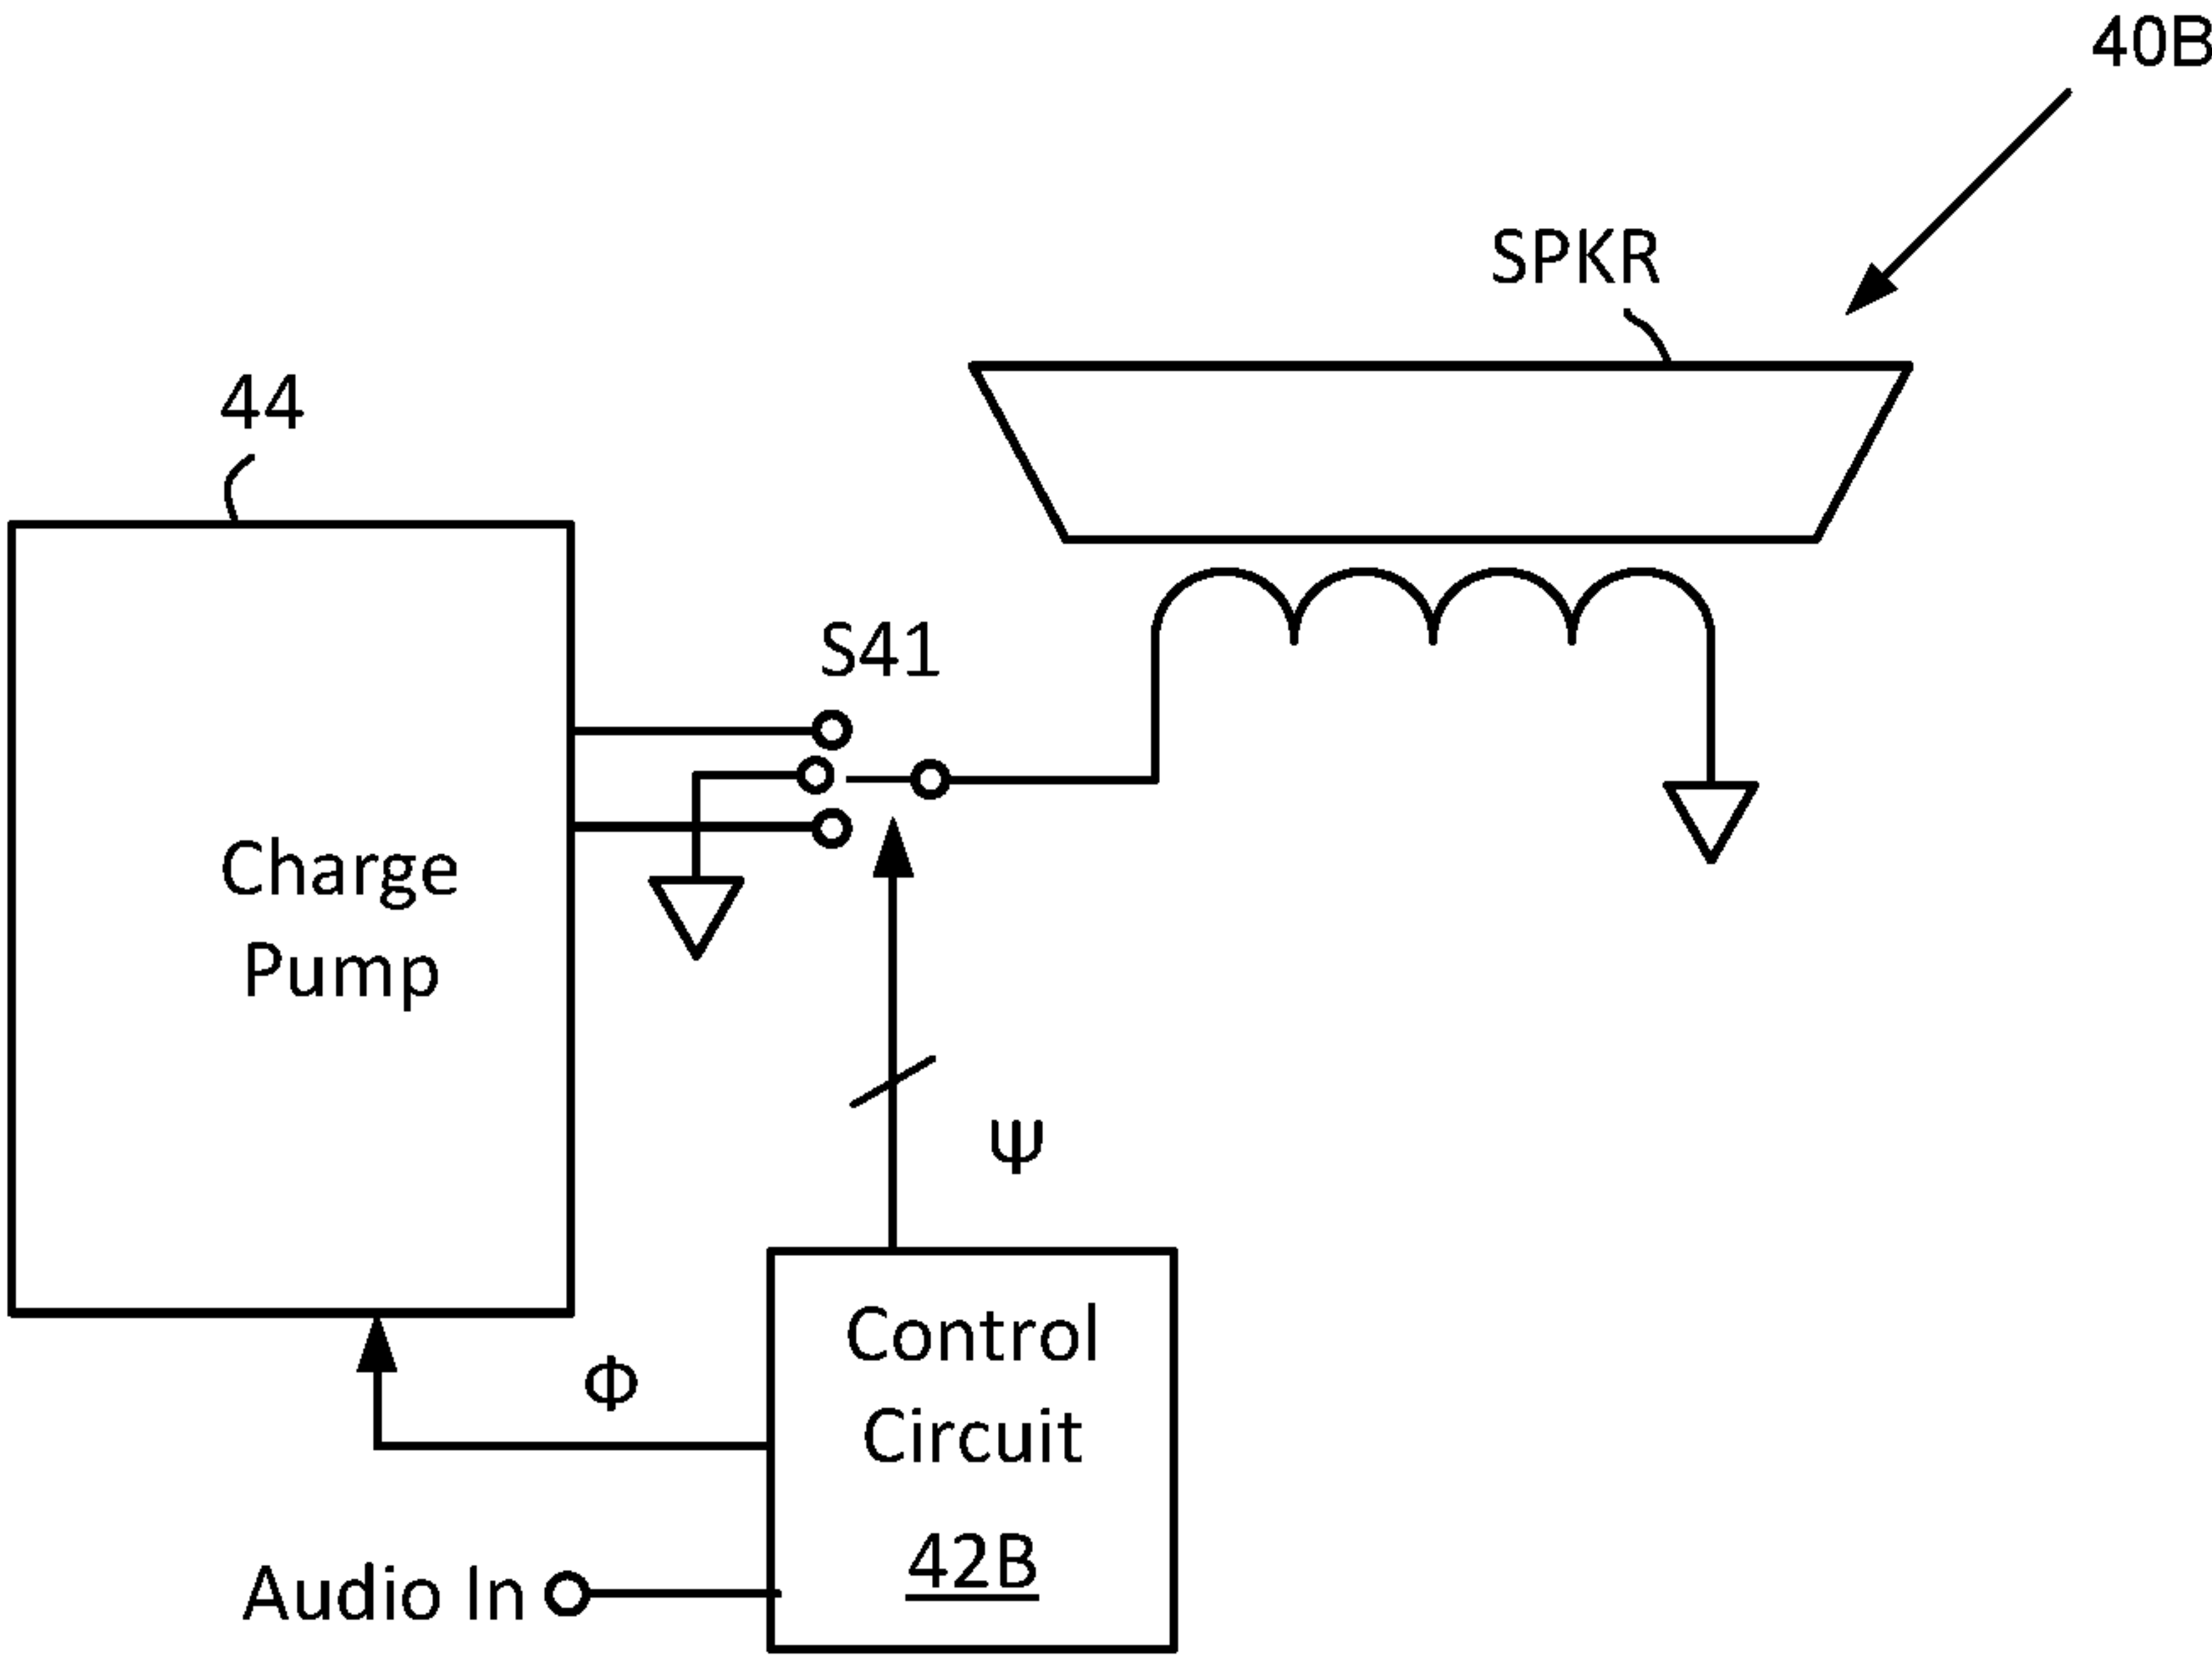 40B
SPKR
44
S41
Charge
Pump
Ψ
Control
Φ
Circuit
42B
Audio In